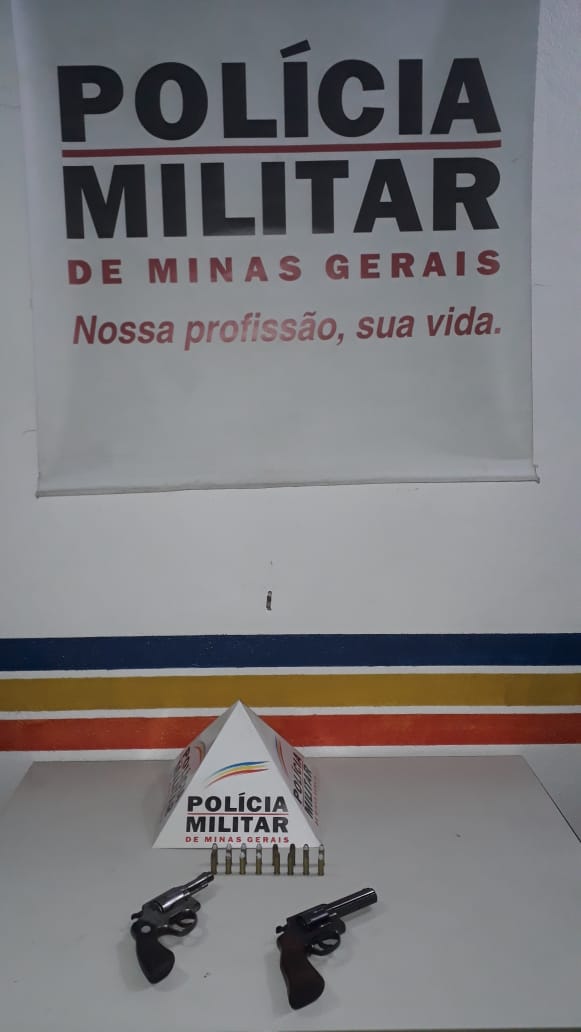 POLÍCIA
MILITAR
DE MINAS GERAIS
Nossa profissão, sua vida.
POLÍCIA
MILITAR
DE MINAS GERAIS